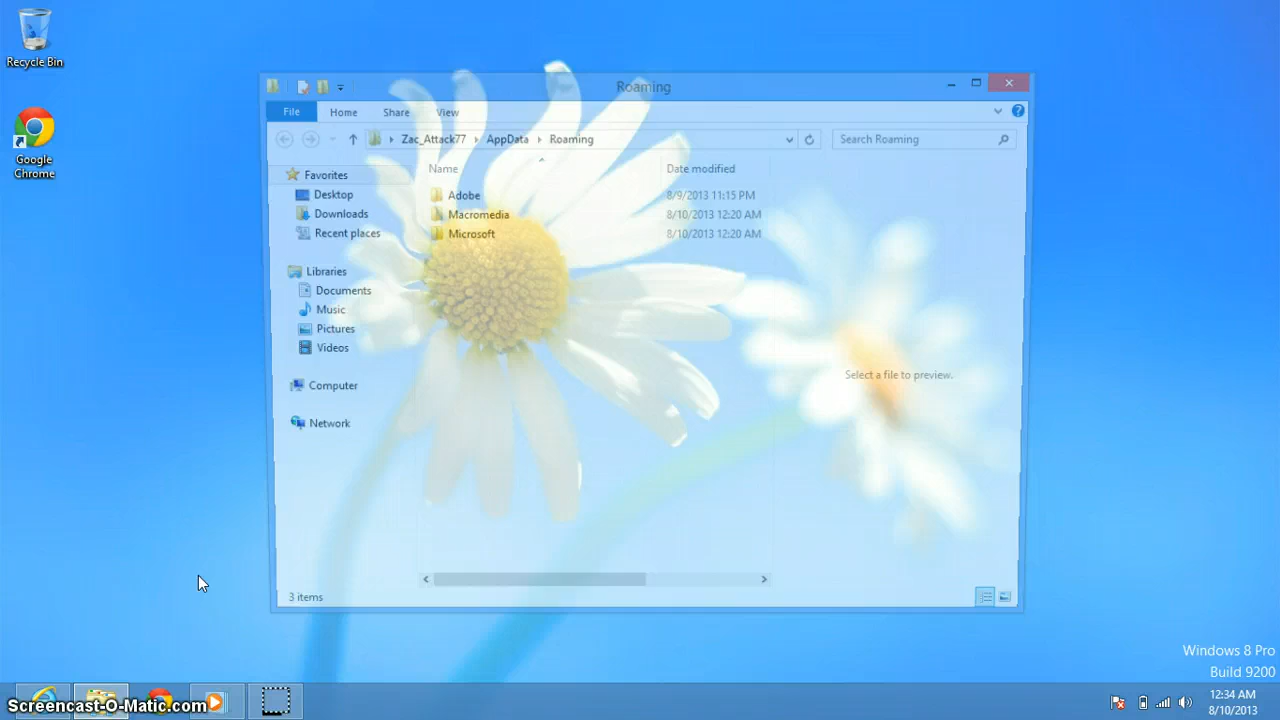 Recycle Bin
Google
Chrome
Roaming
File Home Share View
Zac_Attack77 AppData Roaming
Search Roaming
Favorites
Desktop
Downloads
Recent places
Libraries
Documents
Music
Pictures
Videos
Computer
Network
Name Date modified
Adobe 8/9/2013 11:15 PM
Macromedia 8/10/2013 12:20 AM
Microsoft 8/10/2013 12:20 AM
Select a file to preview.
3 items
Windows 8 Pro
Build 9200
Screencast-O-Matic.com
12:34 AM
8/10/2013